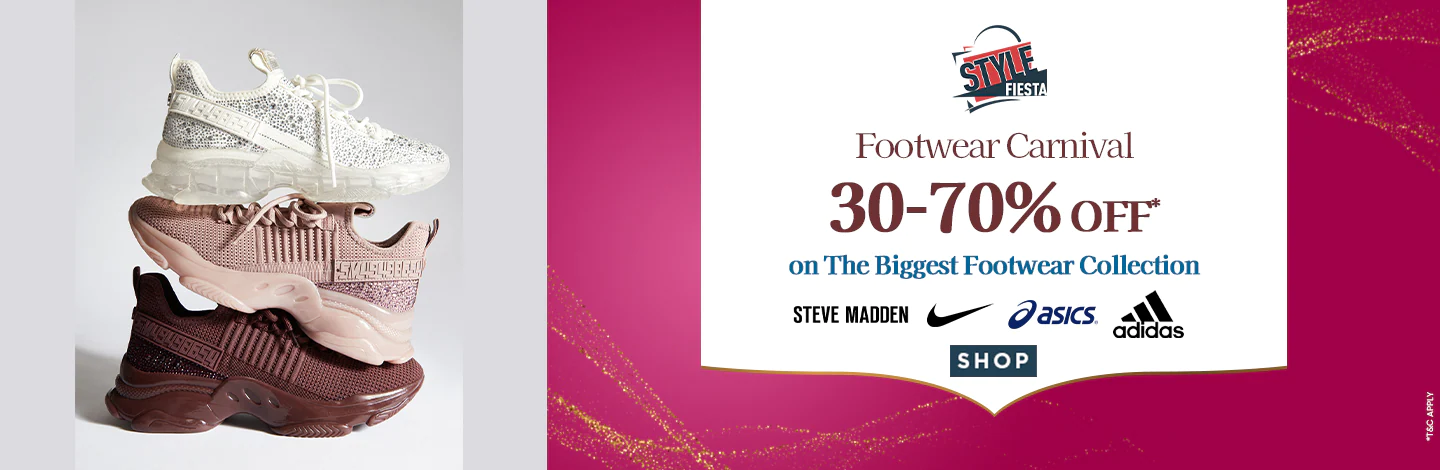 STYLE
FIESTA
Footwear Carnival
30-70% OFF*
on The Biggest Footwear Collection
STEVE MADDEN asics adidas
SHOP
*T&C APPLY